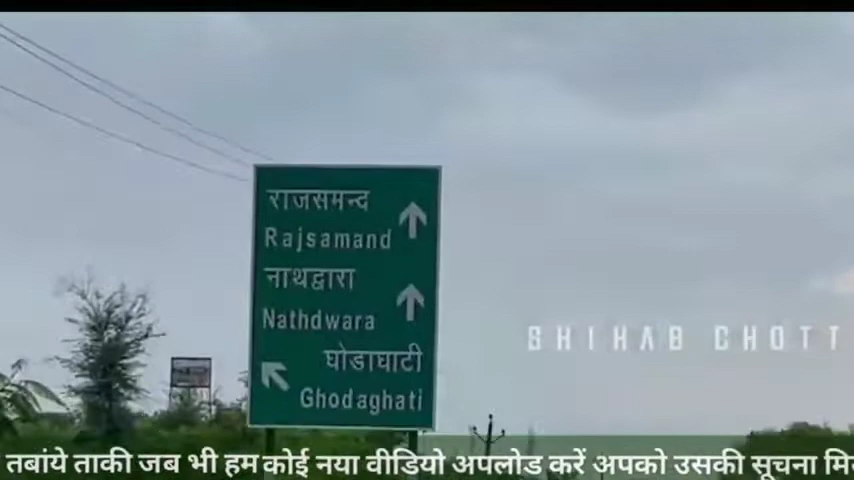 राजसमन्द
Rajsamand
नाथद्वारा
Nathdwara
घोडाघाटी
Ghodaghati
SHIHAB CHOTT
तबांये ताकी जब भी हम कोई नया वीडियो अपलोड करें अपको उसकी सूचना